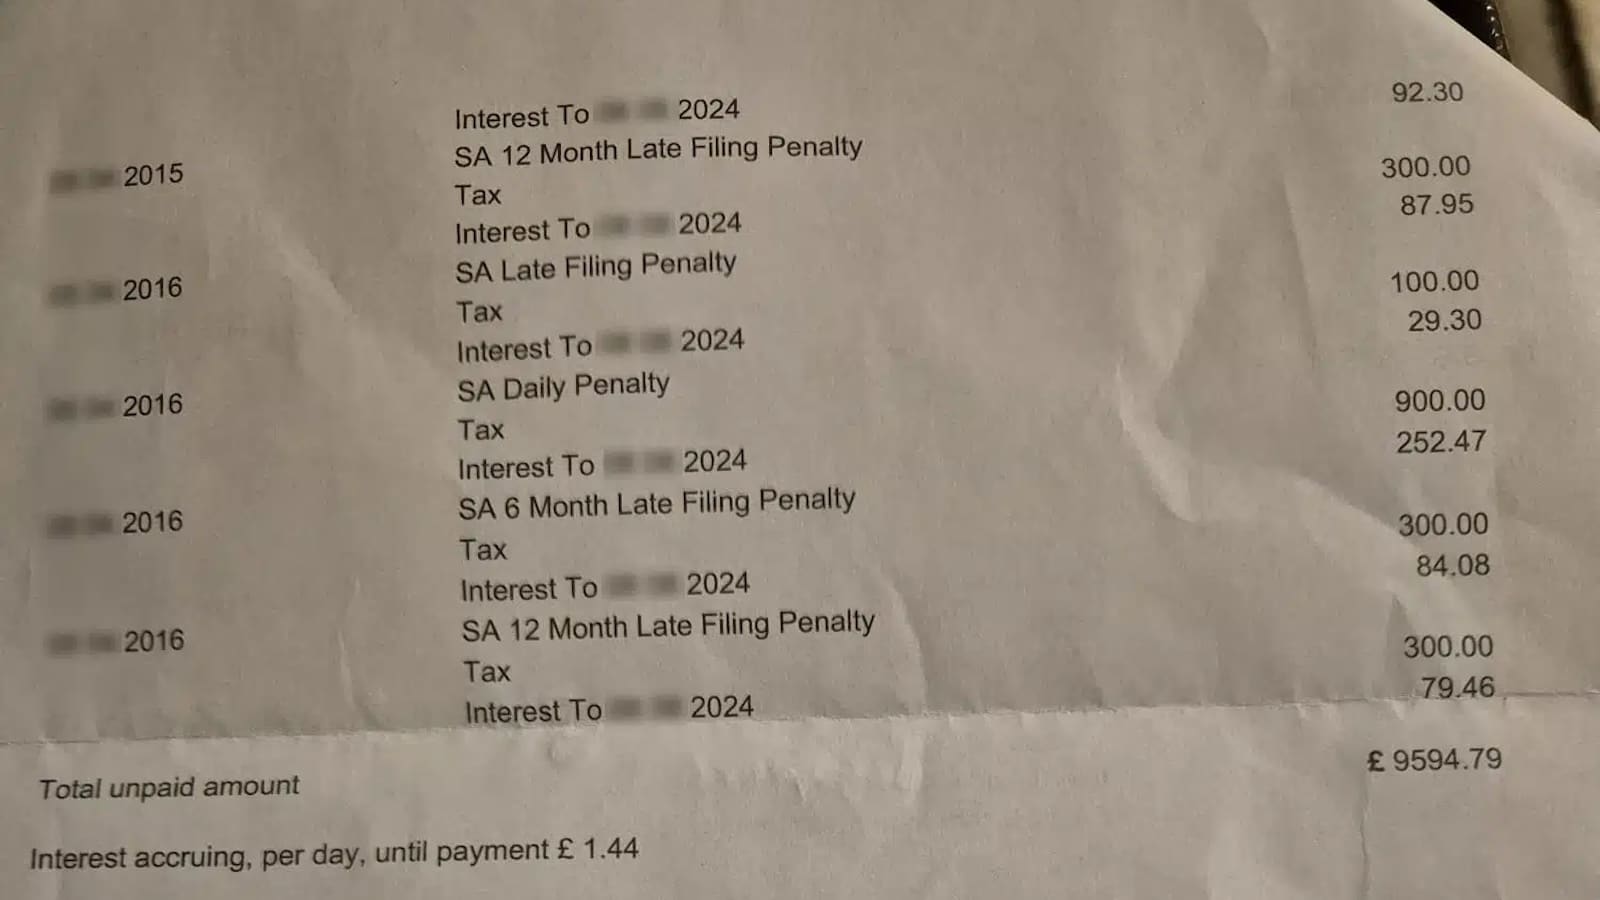 Interest To 2024 92.30
2015 SA 12 Month Late Filing Penalty
Tax 300.00
Interest To 2024 87.95
2016 SA Late Filing Penalty
Tax 100.00
Interest To 2024 29.30
2016 SA Daily Penalty
Tax 900.00
Interest To 2024 252.47
2016 SA 6 Month Late Filing Penalty
Tax 300.00
Interest To 2024 84.08
2016 SA 12 Month Late Filing Penalty
Tax 300.00
Interest To 2024 79.46
Total unpaid amount £ 9594.79
Interest accruing, per day, until payment £ 1.44